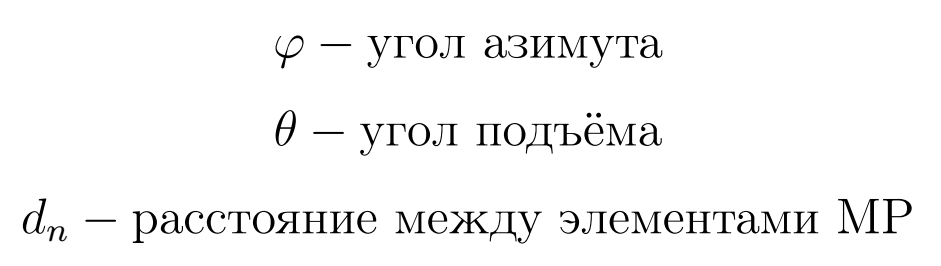 φ – угол азимута
θ – угол подъёма
dₙ – расстояние между элементами МР